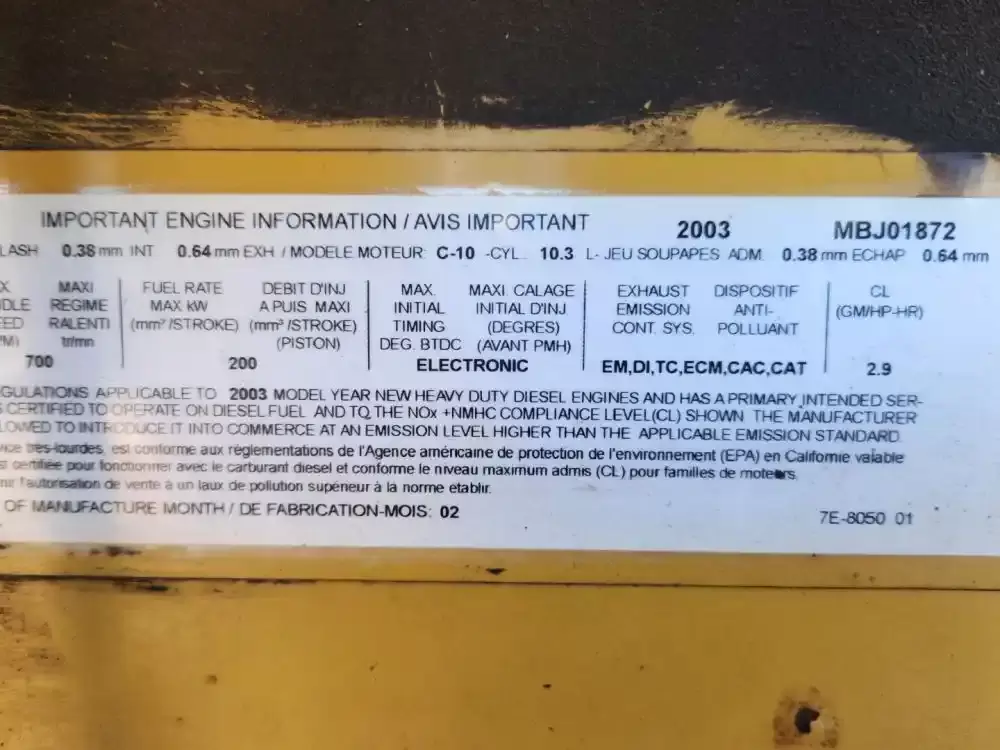 IMPORTANT ENGINE INFORMATION / AVIS IMPORTANT 2003 MBJ01872
LASH 0.38 mm INT 0.64 mm EXH / MODELE MOTEUR: C-10 -CYL. 10.3 L- JEU SOUPAPES ADM. 0.38 mm ECHAP 0.64 mm
X MAXI FUEL RATE DEBIT D'INJ MAX. MAXI. CALAGE EXHAUST DISPOSITIF CL
DLE REGIME MAX KW A PUIS MAXI INITIAL INITIAL D'INJ EMISSION ANTI- (GM/HP-HR)
EED RALENTI (mm³/STROKE) (mm³/STROKE) TIMING (DEGRES) CONT. SYS. POLLUANT
M) tr/mn (PISTON) DEG. BTDC (AVANT PMH)
700 200 ELECTRONIC EM,DI,TC,ECM,CAC,CAT 2.9
GULATIONS APPLICABLE TO 2003 MODEL YEAR NEW HEAVY DUTY DIESEL ENGINES AND HAS A PRIMARY INTENDED SER-
S CERTIFIED TO OPERATE ON DIESEL FUEL AND TO THE NOx +NMHC COMPLIANCE LEVEL(CL) SHOWN. THE MANUFACTURER
LOWED TO INTRODUCE IT INTO COMMERCE AT AN EMISSION LEVEL HIGHER THAN THE APPLICABLE EMISSION STANDARD.
vice tres-lourdes, est conforme aux réglementations de l'Agence américaine de protection de l'environnement (EPA) en Californie valable
st certifiée pour fonctionner avec le carburant diesel et conforme le niveau maximum admis (CL) pour familles de moteurs.
nir l'autorisation de vente à un taux de pollution supérieur à la norme etablir.
OF MANUFACTURE MONTH / DE FABRICATION-MOIS: 02 7E-8050 01